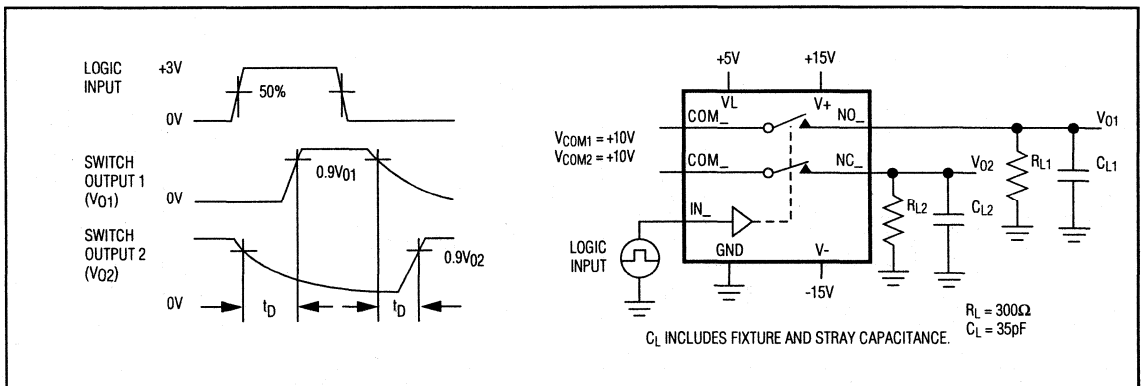 LOGIC
INPUT
+3V
50%
0V
SWITCH
OUTPUT 1
(VO1)
0.9VO1
0V
SWITCH
OUTPUT 2
(VO2)
0.9VO2
0V
tD
tD
+5V
+15V
VL
V+
COM_
NO_
VO1
VCOM1 = +10V
VCOM2 = +10V
COM_
NC_
VO2
RL1
CL1
RL2
CL2
IN_
LOGIC
INPUT
GND
V-
-15V
RL = 300Ω
CL = 35pF
CL INCLUDES FIXTURE AND STRAY CAPACITANCE.